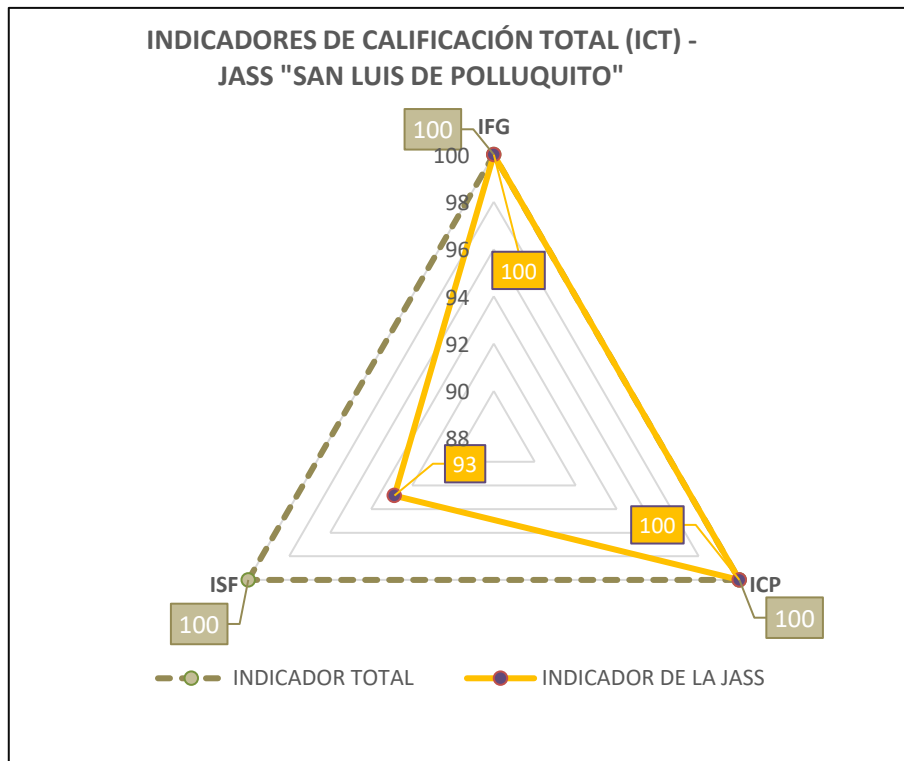 INDICADORES DE CALIFICACIÓN TOTAL (ICT) -
JASS "SAN LUIS DE POLLUQUITO"
100
IFG
100
98
96
100
94
92
90
88
93
100
ISF
ICP
100
100
INDICADOR TOTAL
INDICADOR DE LA JASS